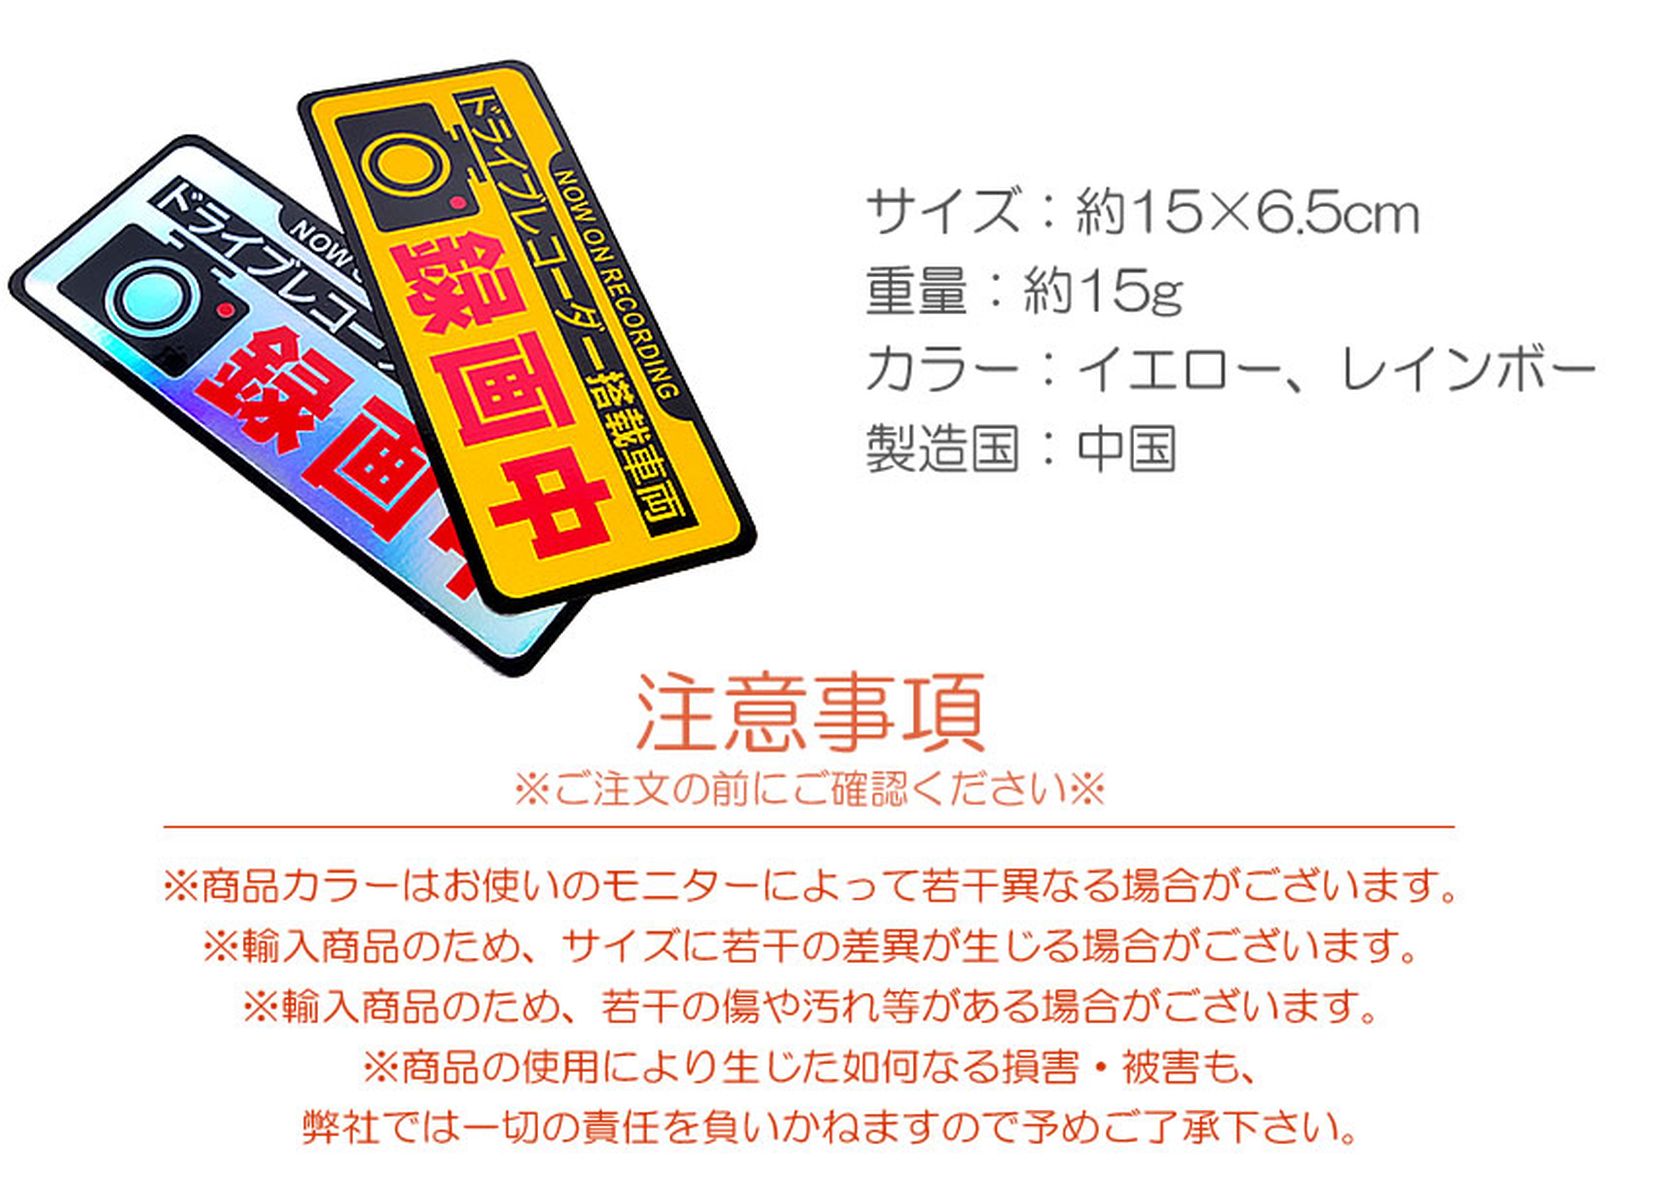 NOW ON RECORDING
ドライブレコーダー搭載車両
録画中
NOW
ドライブレコー
録画中
サイズ：約15×6.5cm
重量：約15g
カラー：イエロー、レインボー
製造国：中国
注意事項
※ご注文の前にご確認ください※
※商品カラーはお使いのモニターによって若干異なる場合がございます。
※輸入商品のため、サイズに若干の差異が生じる場合がございます。
※輸入商品のため、若干の傷や汚れ等がある場合がございます。
※商品の使用により生じた如何なる損害・被害も、
弊社では一切の責任を負いかねますので予めご了承下さい。